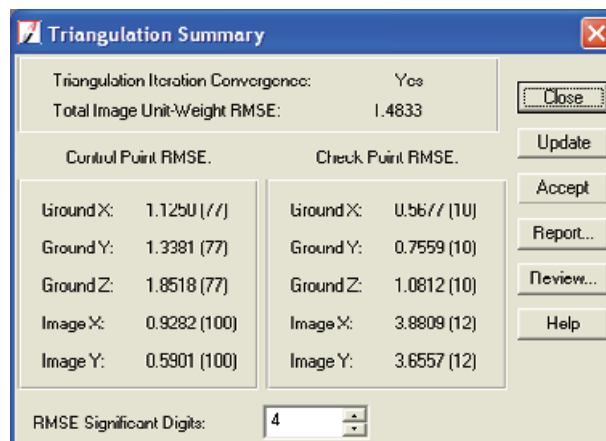 Triangulation Summary
Triangulation Iteration Convergence: Yes
Total Image Unit-Weight RMSE: 1.4833
Close
Update
Accept
Report...
Review...
Help
Control Point RMSE.
Ground X: 1.1250 (77)
Ground Y: 1.3381 (77)
Ground Z: 1.8518 (77)
Image X: 0.9282 (100)
Image Y: 0.5901 (100)
Check Point RMSE.
Ground X: 0.5677 (10)
Ground Y: 0.7559 (10)
Ground Z: 1.0812 (10)
Image X: 3.8809 (12)
Image Y: 3.6557 (12)
RMSE Significant Digits: 4